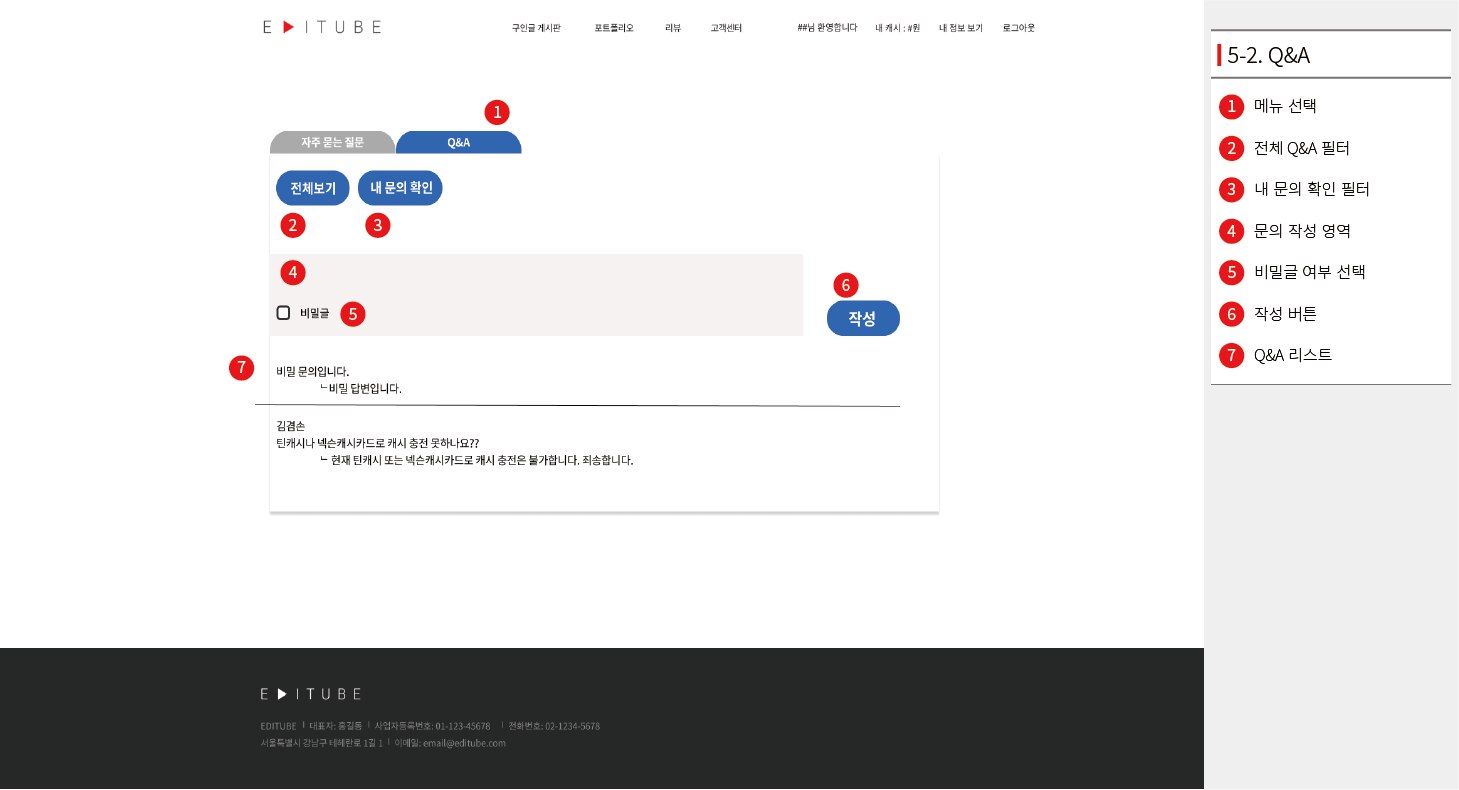 E ▶ I T U B E
구인글 게시판 포트폴리오 리뷰 고객센터 ##님 환영합니다 내 캐시 : #원 내 정보 보기 로그아웃
1
자주 묻는 질문 Q&A
전체보기 내 문의 확인
2 3
4
비밀글 5
6
작성
7
비밀 문의입니다.
ㄴ비밀 답변입니다.
김겸손
틴캐시나 넥슨캐시카드로 캐시 충전 못하나요??
ㄴ 현재 틴캐시 또는 넥슨캐시카드로 캐시 충전은 불가합니다. 죄송합니다.
E ▶ I T U B E
EDITUBE | 대표자: 홍길동 | 사업자등록번호: 01-123-45678 | 전화번호: 02-1234-5678
서울특별시 강남구 테헤란로 1길 1 | 이메일: email@editube.com
5-2. Q&A
1 메뉴 선택
2 전체 Q&A 필터
3 내 문의 확인 필터
4 문의 작성 영역
5 비밀글 여부 선택
6 작성 버튼
7 Q&A 리스트